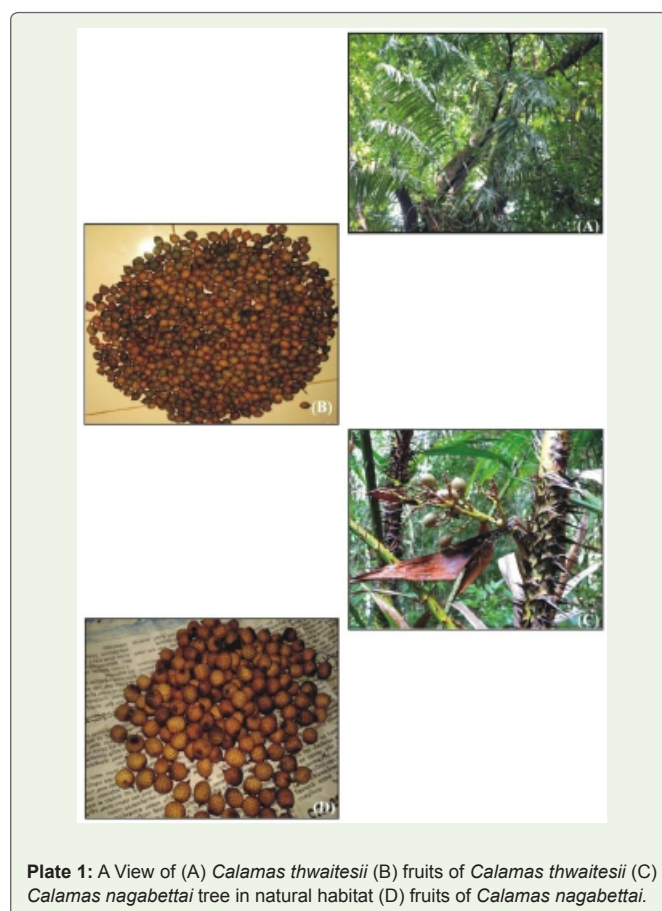 (A)
(B)
(C)
(D)
Plate 1: A View of (A) Calamas thwaitesii (B) fruits of Calamas thwaitesii (C)
Calamas nagabettai tree in natural habitat (D) fruits of Calamas nagabettai.